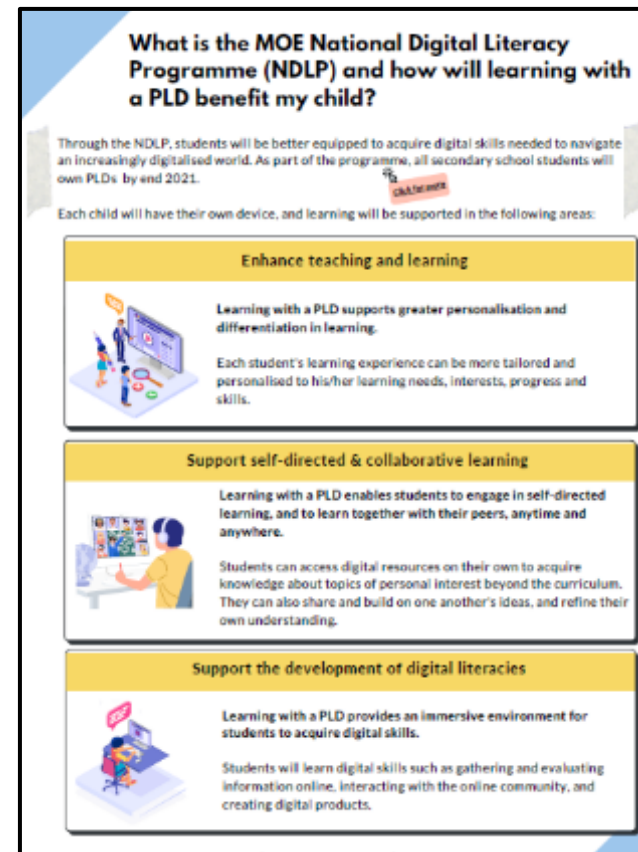 What is the MOE National Digital Literacy
Programme (NDLP) and how will learning with
a PLD benefit my child?
Through the NDLP, students will be better equipped to acquire digital skills needed to navigate
an increasingly digitalised world. As part of the programme, all secondary school students will
own PLDs by end 2021.
Click for more
Each child will have their own device, and learning will be supported in the following areas:
Enhance teaching and learning
Learning with a PLD supports greater personalisation and
differentiation in learning.
Each student's learning experience can be more tailored and
personalised to his/her learning needs, interests, progress and
skills.
Support self-directed & collaborative learning
Learning with a PLD enables students to engage in self-directed
learning, and to learn together with their peers, anytime and
anywhere.
Students can access digital resources on their own to acquire
knowledge about topics of personal interest beyond the curriculum.
They can also share and build on one another's ideas, and refine their
own understanding.
Support the development of digital literacies
Learning with a PLD provides an immersive environment for
students to acquire digital skills.
Students will learn digital skills such as gathering and evaluating
information online, interacting with the online community, and
creating digital products.